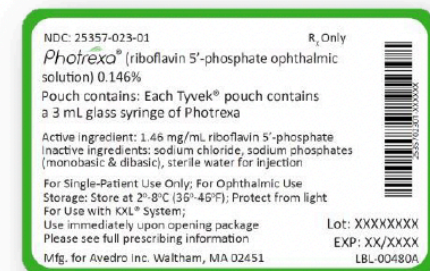 NDC: 25357-023-01
Rx Only
Photrexa® (riboflavin 5'-phosphate ophthalmic
solution) 0.146%
Pouch contains: Each Tyvek® pouch contains
a 3 mL glass syringe of Photrexa
Active ingredient: 1.46 mg/mL riboflavin 5'-phosphate
Inactive ingredients: sodium chloride, sodium phosphates
(monobasic & dibasic), sterile water for injection
For Single-Patient Use Only; For Ophthalmic Use
Storage: Store at 2º-8ºC (36º-46ºF); Protect from light
For Use with KXL® System;
Use immediately upon opening package
Please see full prescribing information
Mfg. for Avedro Inc. Waltham, MA 02451
Lot: XXXXXXXX
EXP: XX/XXXX
LBL-00480A